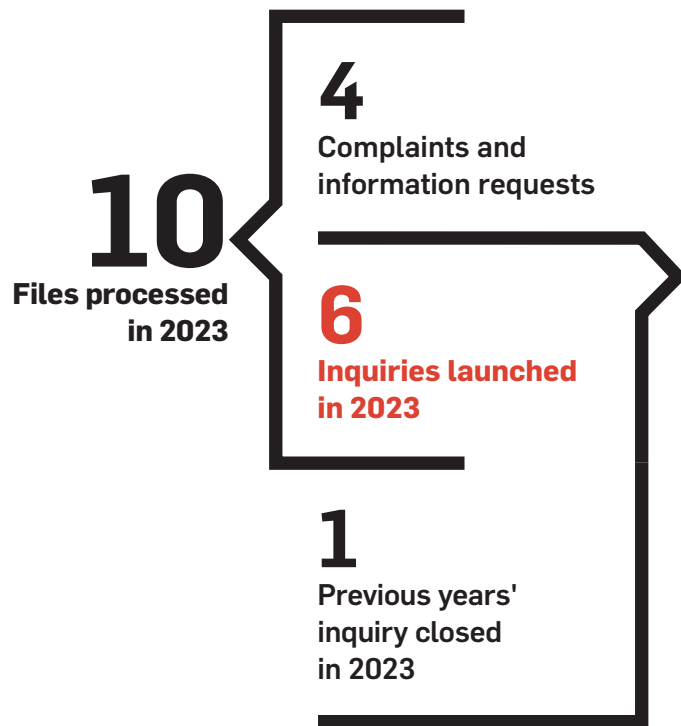 10
Files processed
in 2023
4
Complaints and
information requests
6
Inquiries launched
in 2023
1
Previous years'
inquiry closed
in 2023